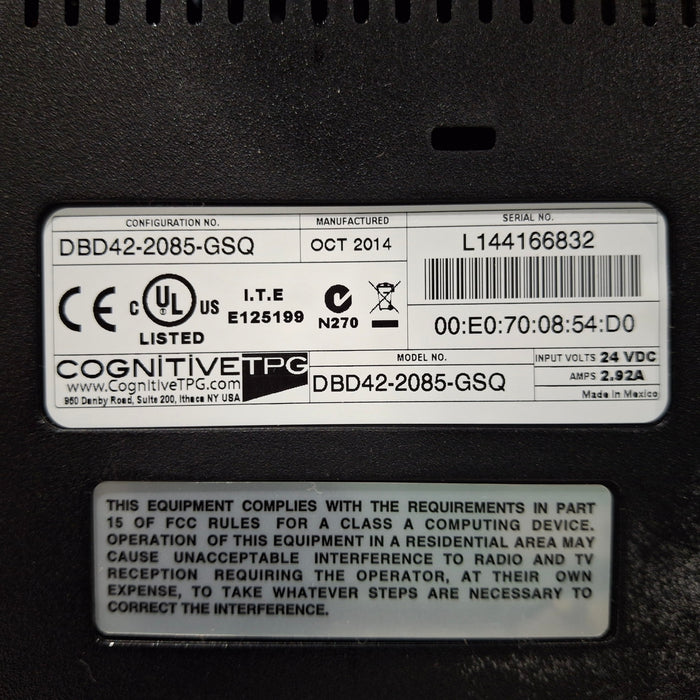 CONFIGURATION NO.
DBD42-2085-GSQ
MANUFACTURED
OCT 2014
SERIAL NO.
L144166832
00:E0:70:08:54:D0
CE
C UL US
LISTED
I.T.E
E125199
N270
COGNITIVETPG
www.CognitiveTPG.com
950 Danby Road, Suite 200, Ithaca NY USA
MODEL NO.
DBD42-2085-GSQ
INPUT VOLTS 24 VDC
AMPS 2.92A
Made in Mexico
THIS EQUIPMENT COMPLIES WITH THE REQUIREMENTS IN PART
15 OF FCC RULES FOR A CLASS A COMPUTING DEVICE.
OPERATION OF THIS EQUIPMENT IN A RESIDENTIAL AREA MAY
CAUSE UNACCEPTABLE INTERFERENCE TO RADIO AND TV
RECEPTION REQUIRING THE OPERATOR, AT THEIR OWN
EXPENSE, TO TAKE WHATEVER STEPS ARE NECESSARY TO
CORRECT THE INTERFERENCE.